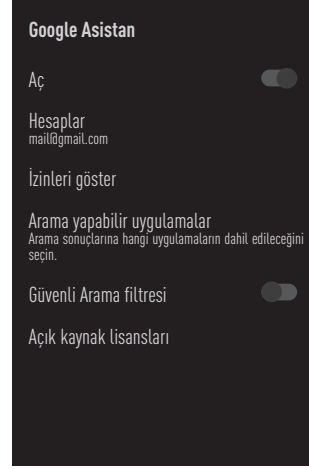 Google Asistan
Aç
Hesaplar
mail@gmail.com
İzinleri göster
Arama yapabilir uygulamalar
Arama sonuçlarına hangi uygulamaların dahil edileceğini
seçin.
Güvenli Arama filtresi
Açık kaynak lisansları